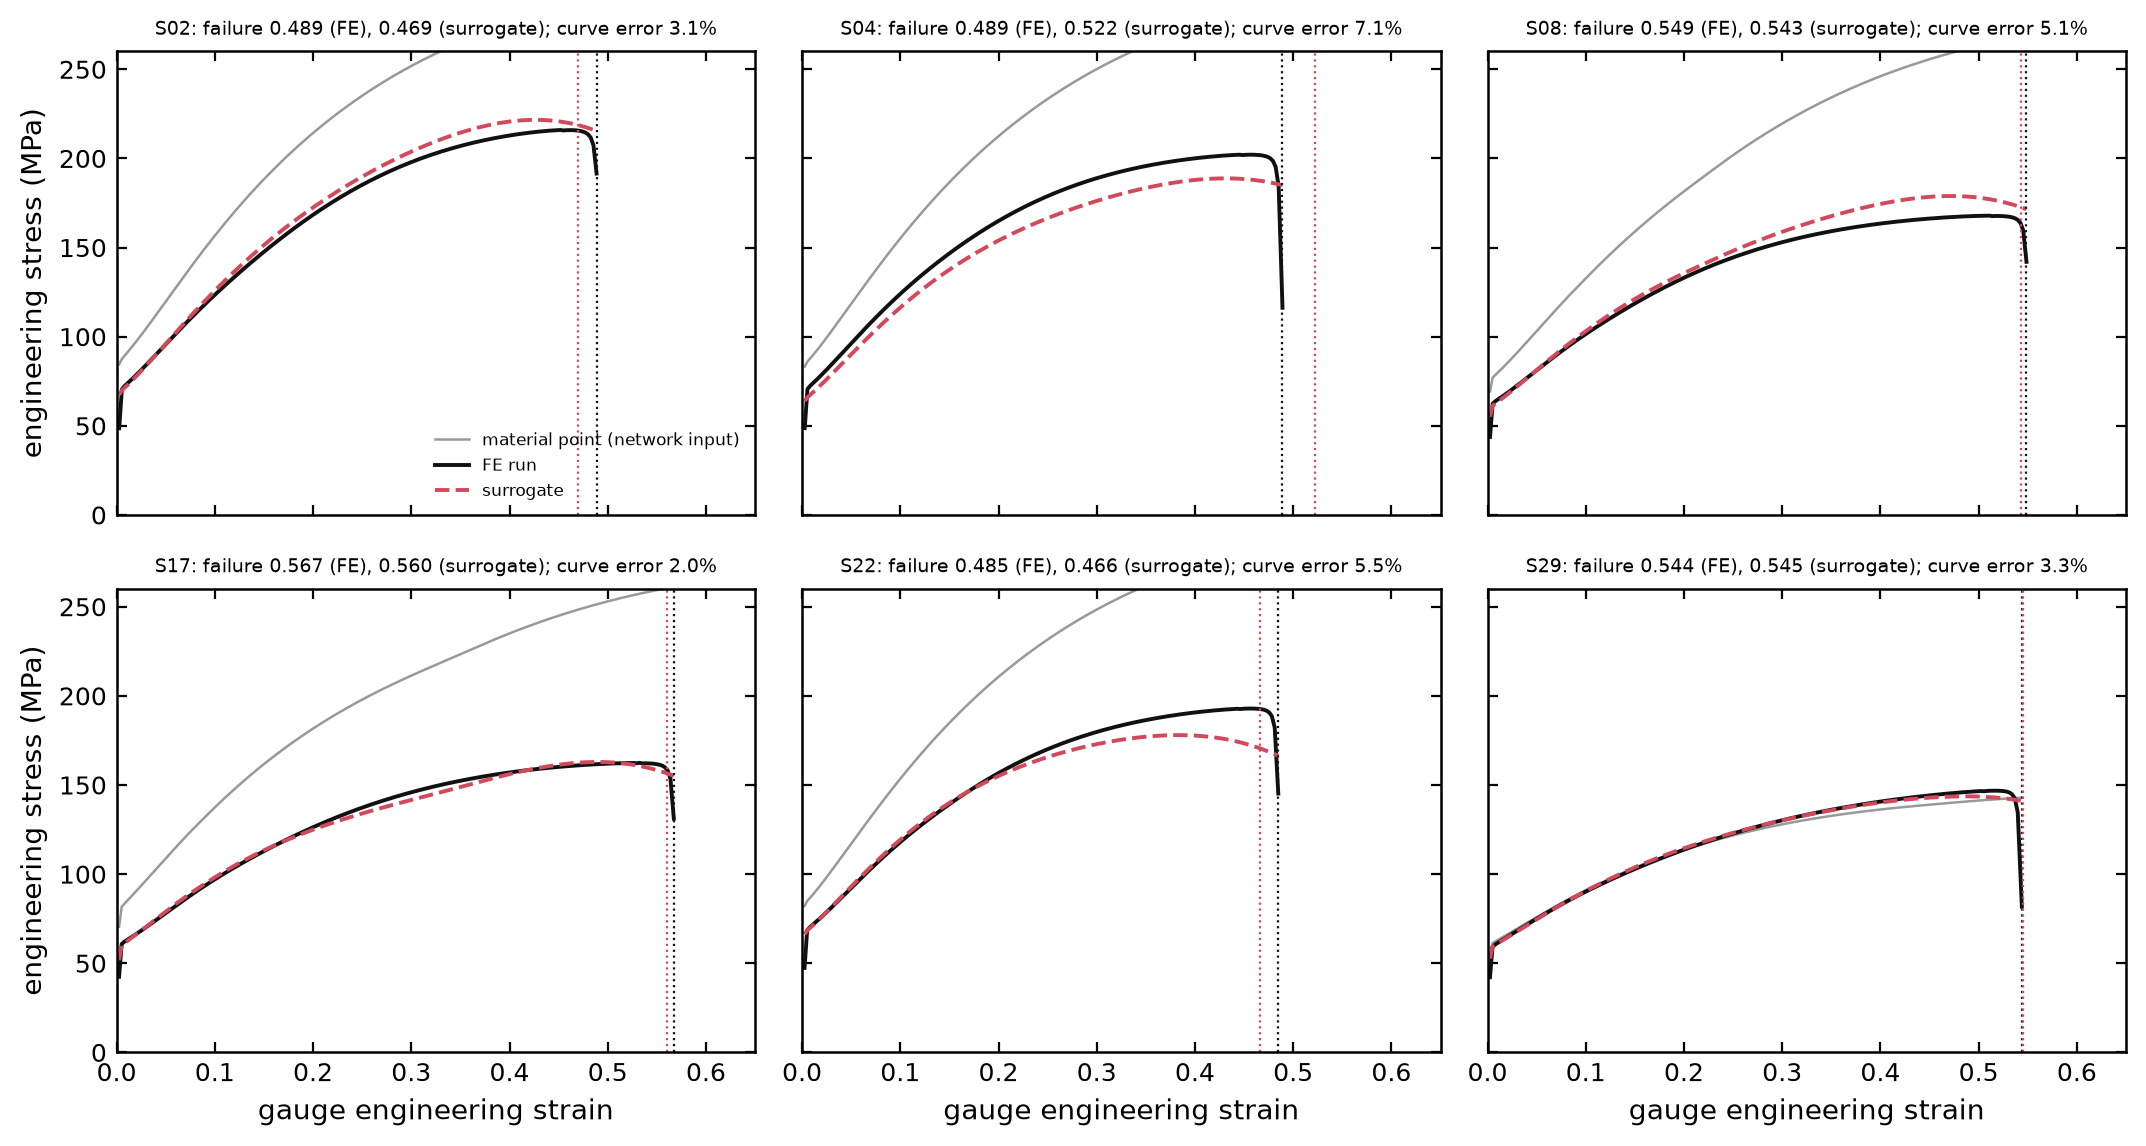 S02: failure 0.489 (FE), 0.469 (surrogate); curve error 3.1%
S04: failure 0.489 (FE), 0.522 (surrogate); curve error 7.1%
S08: failure 0.549 (FE), 0.543 (surrogate); curve error 5.1%
engineering stress (MPa)
250
200
150
100
50
0
material point (network input)
FE run
surrogate
S17: failure 0.567 (FE), 0.560 (surrogate); curve error 2.0%
S22: failure 0.485 (FE), 0.466 (surrogate); curve error 5.5%
S29: failure 0.544 (FE), 0.545 (surrogate); curve error 3.3%
engineering stress (MPa)
250
200
150
100
50
0
0.0 0.1 0.2 0.3 0.4 0.5 0.6
0.0 0.1 0.2 0.3 0.4 0.5 0.6
0.0 0.1 0.2 0.3 0.4 0.5 0.6
gauge engineering strain
gauge engineering strain
gauge engineering strain